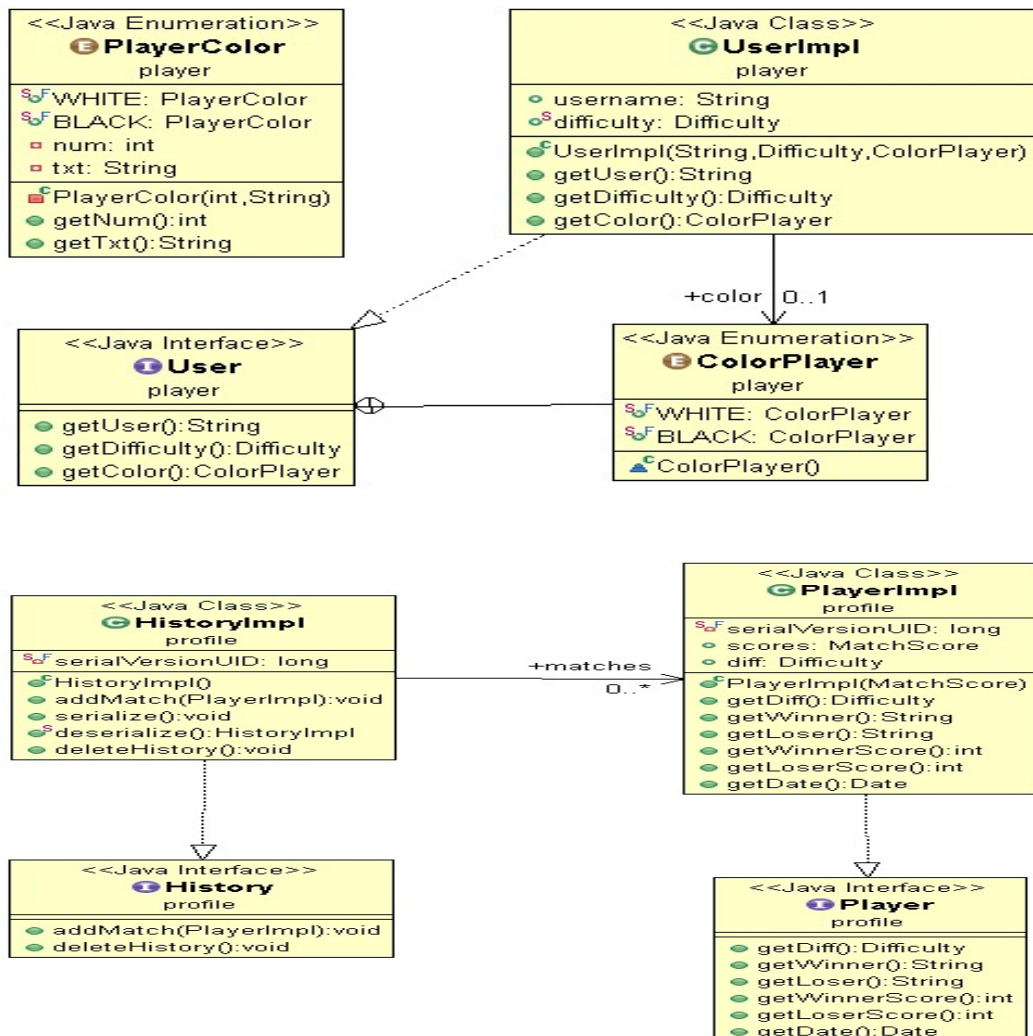 <<Java Enumeration>>
PlayerColor
player
WHITE: PlayerColor
BLACK: PlayerColor
num: int
txt: String
PlayerColor(int,String)
getNum():int
getTxt():String
<<Java Class>>
UserImpl
player
username: String
difficulty: Difficulty
UserImpl(String,Difficulty,ColorPlayer)
getUser():String
getDifficulty():Difficulty
getColor():ColorPlayer
+color 0..1
<<Java Interface>>
User
player
getUser():String
getDifficulty():Difficulty
getColor():ColorPlayer
<<Java Enumeration>>
ColorPlayer
player
WHITE: ColorPlayer
BLACK: ColorPlayer
ColorPlayer()
<<Java Class>>
HistoryImpl
profile
serialVersionUID: long
HistoryImpl()
addMatch(PlayerImpl):void
serialize():void
deserialize():HistoryImpl
deleteHistory():void
+matches
0..*
<<Java Class>>
PlayerImpl
profile
serialVersionUID: long
scores: MatchScore
diff: Difficulty
PlayerImpl(MatchScore)
getDiff():Difficulty
getWinner():String
getLoser():String
getWinnerScore():int
getLoserScore():int
getDate():Date
<<Java Interface>>
History
profile
addMatch(PlayerImpl):void
deleteHistory():void
<<Java Interface>>
Player
profile
getDiff():Difficulty
getWinner():String
getLoser():String
getWinnerScore():int
getLoserScore():int
getDate():Date